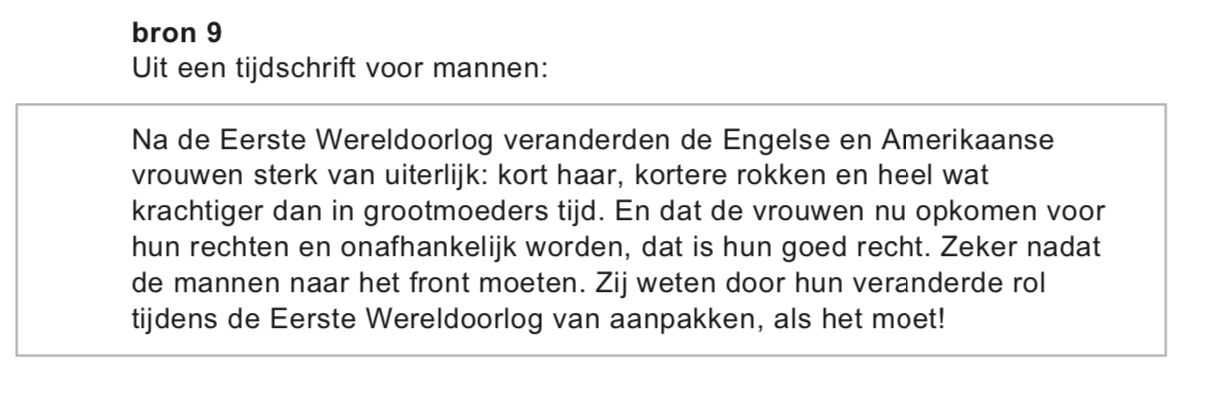 bron 9
Uit een tijdschrift voor mannen:
Na de Eerste Wereldoorlog veranderden de Engelse en Amerikaanse
vrouwen sterk van uiterlijk: kort haar, kortere rokken en heel wat
krachtiger dan in grootmoeders tijd. En dat de vrouwen nu opkomen voor
hun rechten en onafhankelijk worden, dat is hun goed recht. Zeker nadat
de mannen naar het front moeten. Zij weten door hun veranderde rol
tijdens de Eerste Wereldoorlog van aanpakken, als het moet!